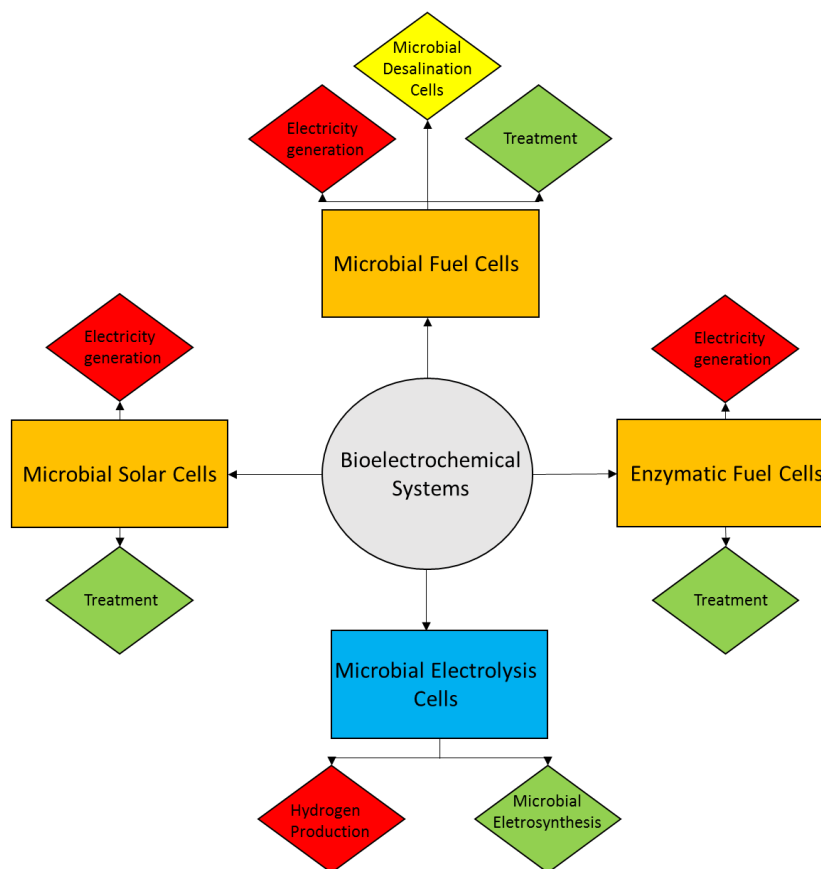 Microbial
Desalination
Cells
Electricity
generation
Treatment
Microbial Fuel Cells
Electricity
generation
Electricity
generation
Microbial Solar Cells
Bioelectrochemical
Systems
Enzymatic Fuel Cells
Treatment
Treatment
Microbial Electrolysis
Cells
Hydrogen
Production
Microbial
Eletrosynthesis